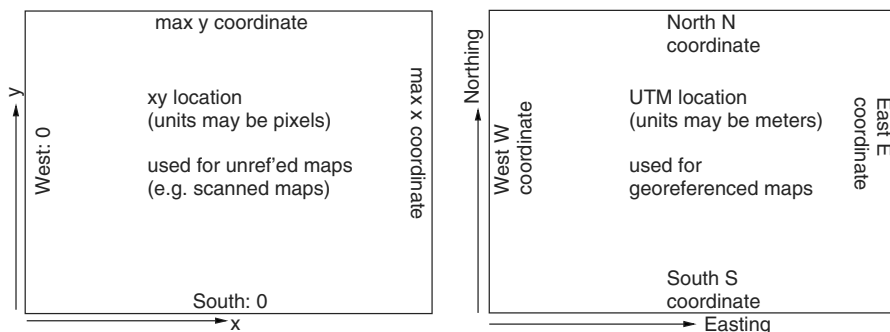 max y coordinate
y
xy location
(units may be pixels)
used for unref'ed maps
(e.g. scanned maps)
West: 0
max x coordinate
South: 0
x
North N
coordinate
Northing
UTM location
(units may be meters)
used for
georeferenced maps
West W
coordinate
East E
coordinate
South S
coordinate
Easting